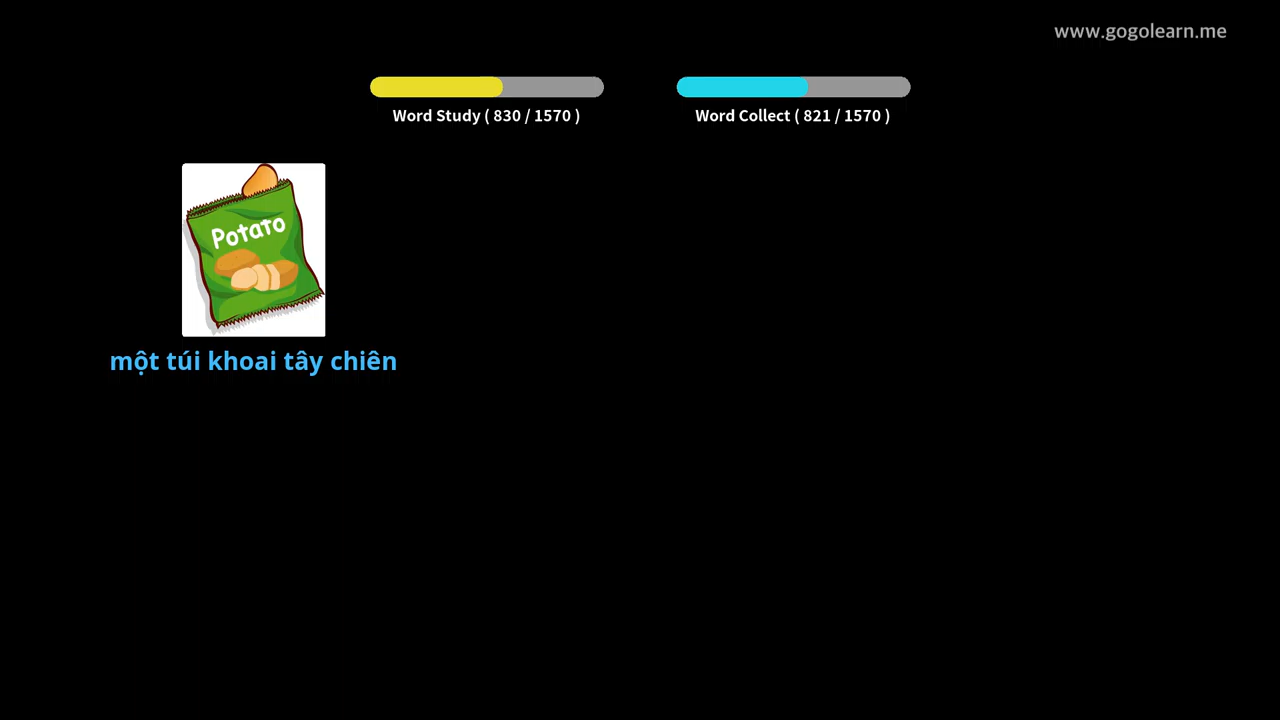 www.gogolearn.me
Word Study ( 830 / 1570 )
Word Collect ( 821 / 1570 )
Potato
một túi khoai tây chiên